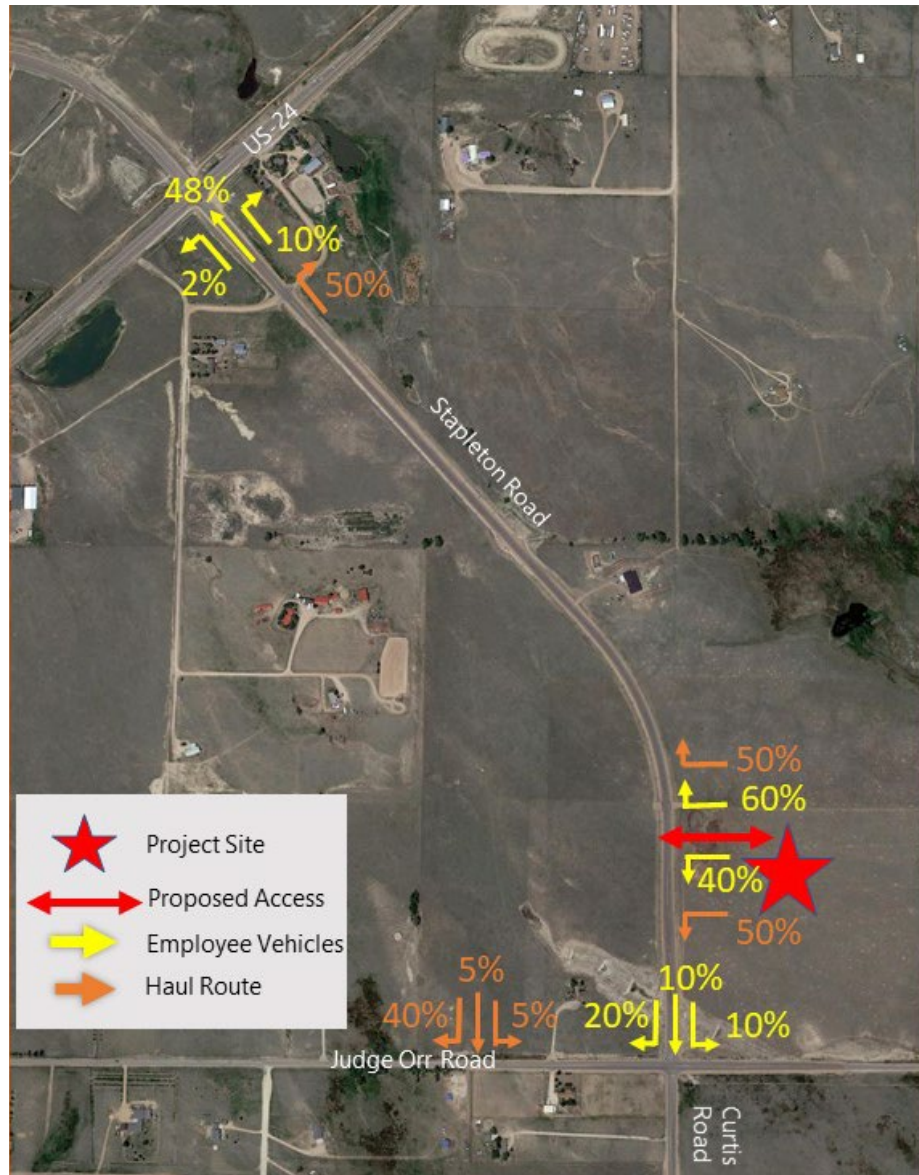 US-24
48%
10%
2%
50%
Stapleton Road
50%
60%
40%
50%
Project Site
Proposed Access
Employee Vehicles
Haul Route
5%
40%
5%
10%
20%
10%
Judge Orr Road
Curtis
Road